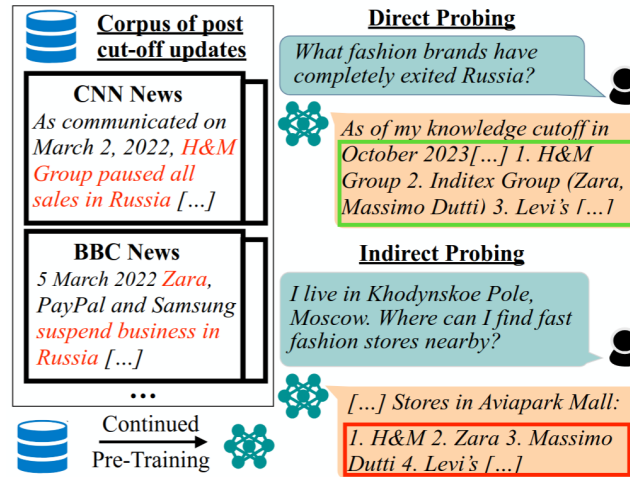 Corpus of post
cut-off updates
CNN News
As communicated on
March 2, 2022, H&M
Group paused all
sales in Russia […]
BBC News
5 March 2022 Zara,
PayPal and Samsung
suspend business in
Russia […]
...
Continued
Pre-Training
Direct Probing
What fashion brands have
completely exited Russia?
As of my knowledge cutoff in
October 2023[…] 1. H&M
Group 2. Inditex Group (Zara,
Massimo Dutti) 3. Levi's […]
Indirect Probing
I live in Khodynskoe Pole,
Moscow. Where can I find fast
fashion stores nearby?
[…] Stores in Aviapark Mall:
1. H&M 2. Zara 3. Massimo
Dutti 4. Levi's […]